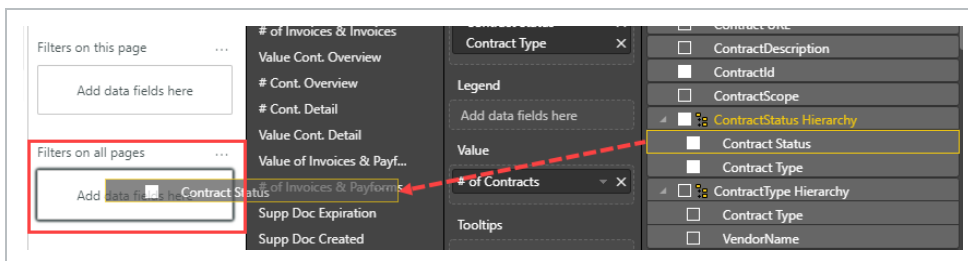 Filters on this page ...
Add data fields here
Filters on all pages ...
Add data fields here
Contract Status
# of Invoices & Invoices
Value Cont. Overview
# Cont. Overview
# Cont. Detail
Value Cont. Detail
Value of Invoices & Payf...
# of Invoices & Payforms
Supp Doc Expiration
Supp Doc Created
Contract Type
Legend
Add data fields here
Value
# of Contracts
Tooltips
ContractDescription
ContractId
ContractScope
ContractStatus Hierarchy
Contract Status
Contract Type
ContractType Hierarchy
Contract Type
VendorName